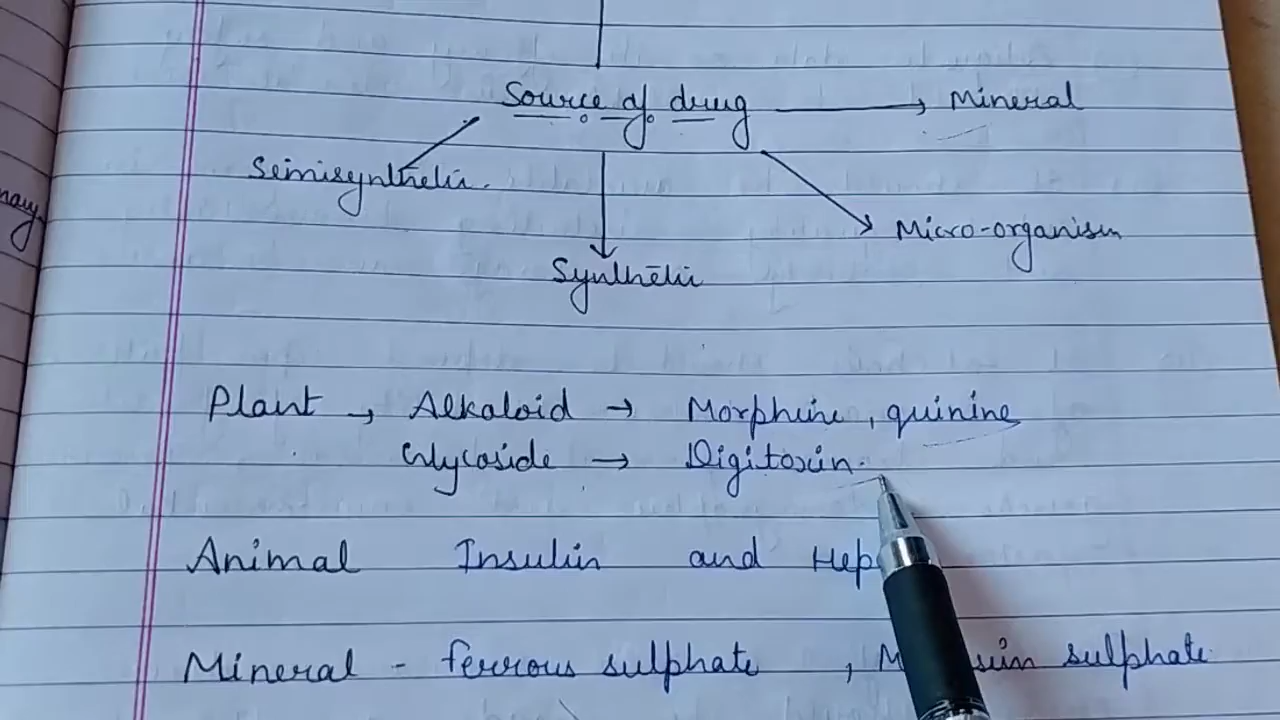 Source of drug → Mineral
Semisynthetic.
Micro-organism
Synthetic
Plant → Alkaloid → Morphine, quinine
Glycoside → Digitoxin.
Animal Insulin and
Mineral - ferrous sulphate, sulphate